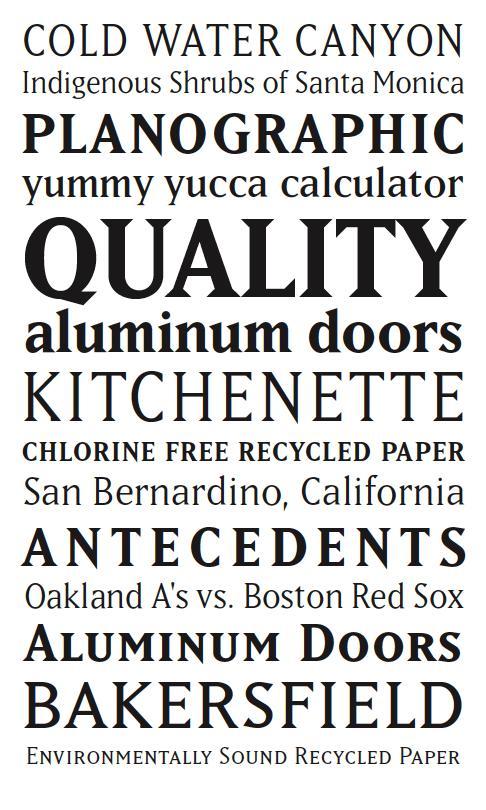 COLD WATER CANYON
Indigenous Shrubs of Santa Monica
PLANOGRAPHIC
yummy yucca calculator
QUALITY
aluminum doors
KITCHENETTE
CHLORINE FREE RECYCLED PAPER
San Bernardino, California
ANTECEDENTS
Oakland A's vs. Boston Red Sox
ALUMINUM DOORS
BAKERSFIELD
ENVIRONMENTALLY SOUND RECYCLED PAPER